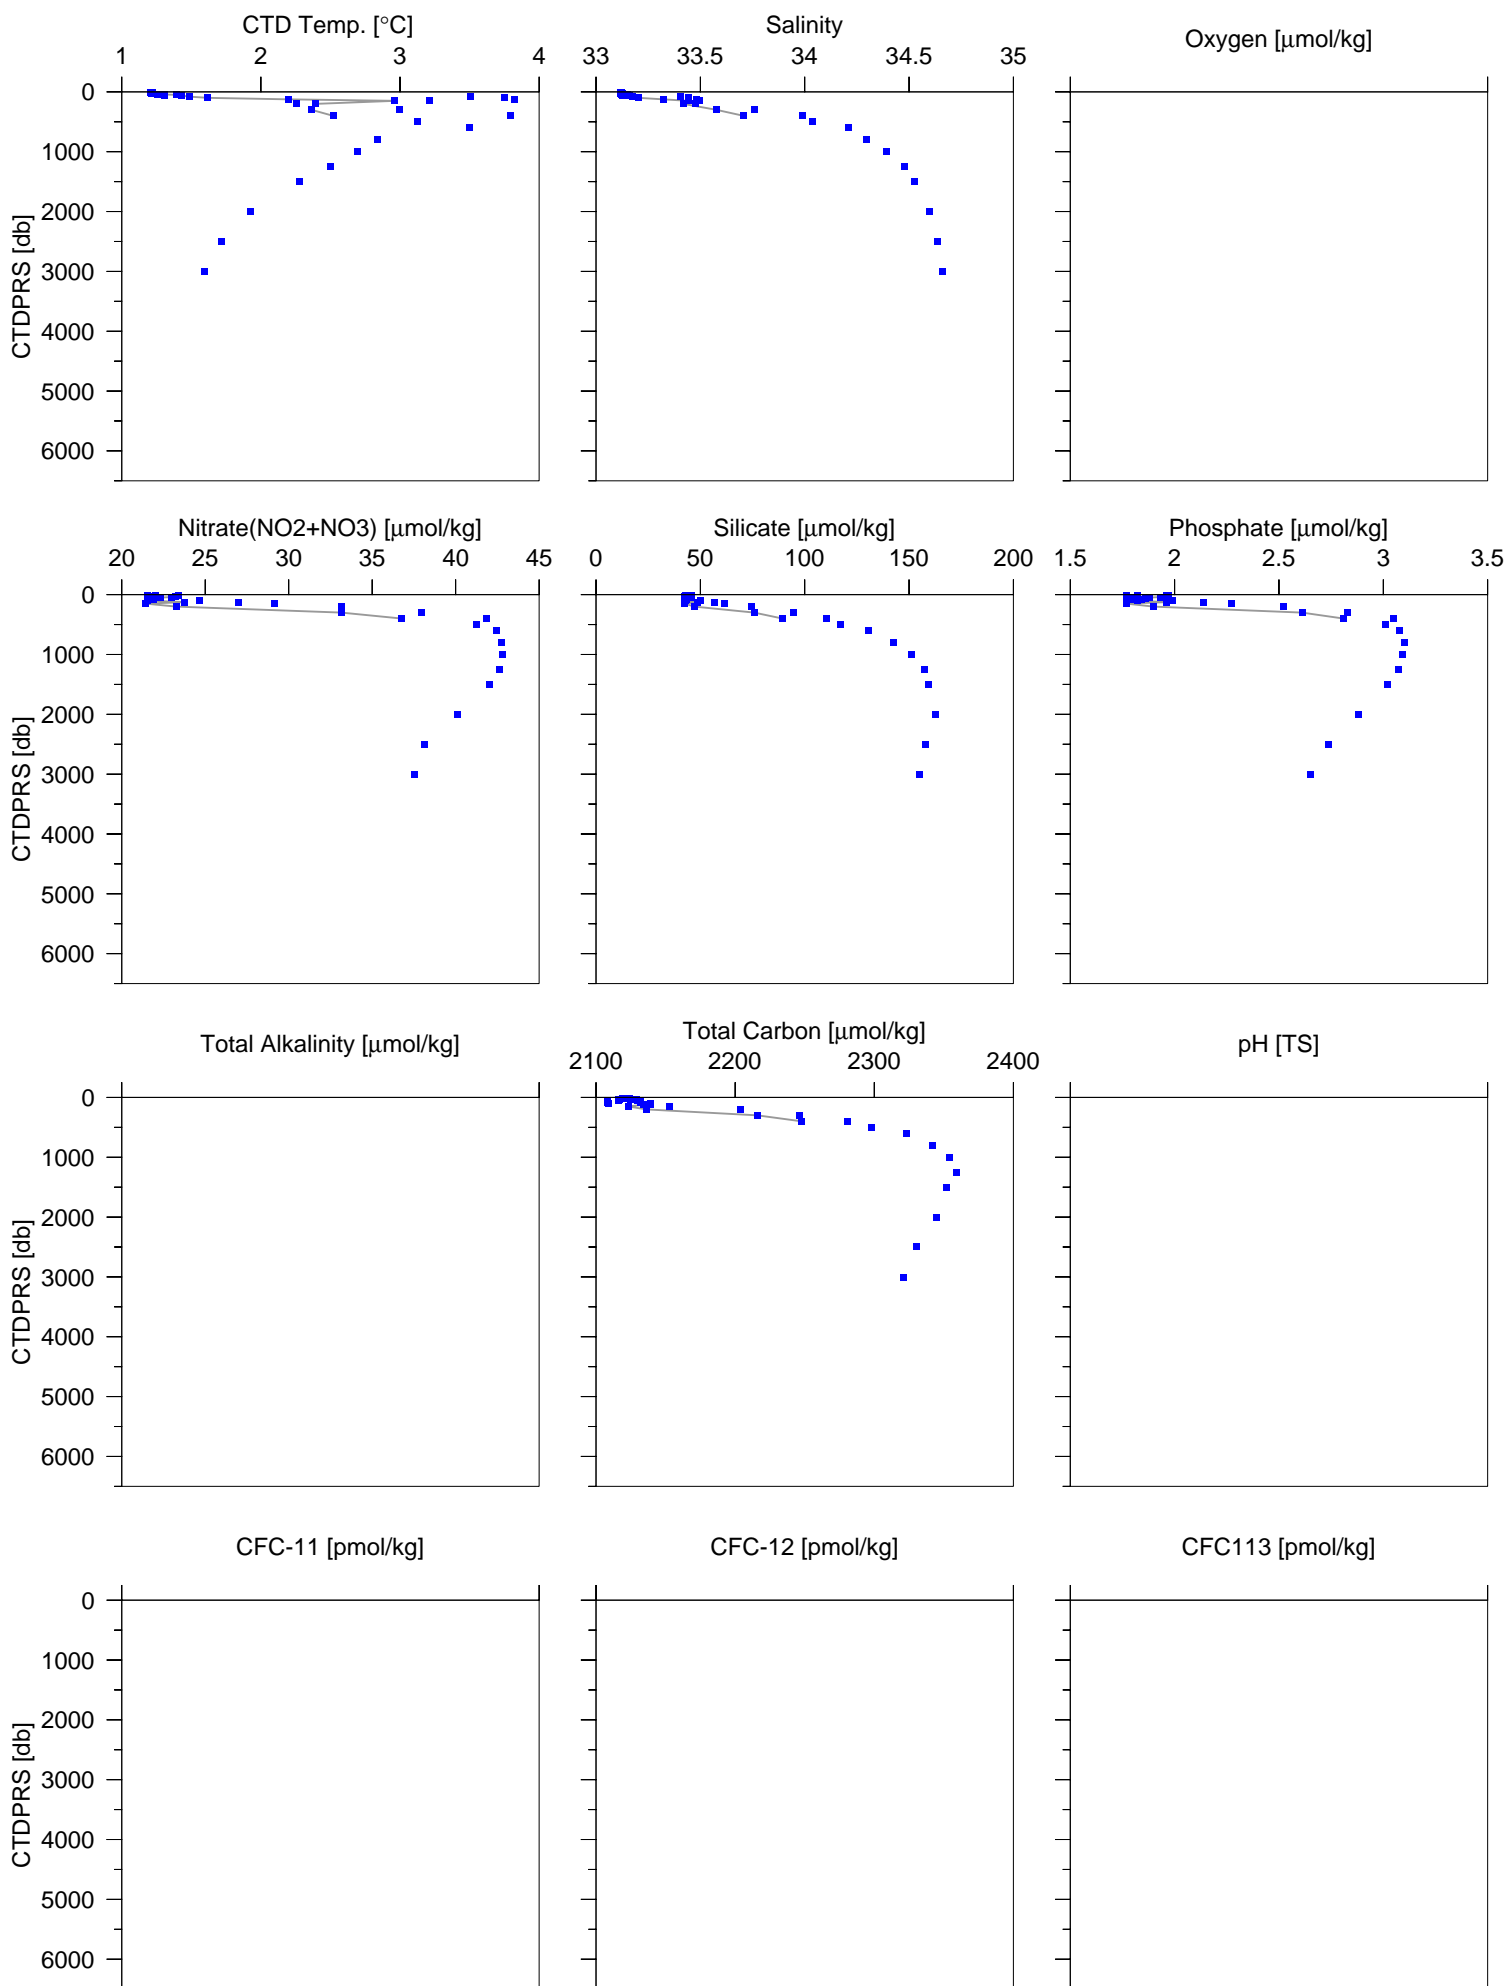 CTD Temp. [°C]
Salinity
Oxygen [μmol/kg]
1 2 3 4
33 33.5 34 34.5 35
0
1000
2000
3000
4000
5000
6000
CTDPRS [db]
Nitrate(NO2+NO3) [μmol/kg]
Silicate [μmol/kg]
Phosphate [μmol/kg]
20 25 30 35 40 45
0 50 100 150 200
1.5 2 2.5 3 3.5
0
1000
2000
3000
4000
5000
6000
CTDPRS [db]
Total Alkalinity [μmol/kg]
Total Carbon [μmol/kg]
pH [TS]
2100 2200 2300 2400
0
1000
2000
3000
4000
5000
6000
CTDPRS [db]
CFC-11 [pmol/kg]
CFC-12 [pmol/kg]
CFC113 [pmol/kg]
0
1000
2000
3000
4000
5000
6000
CTDPRS [db]